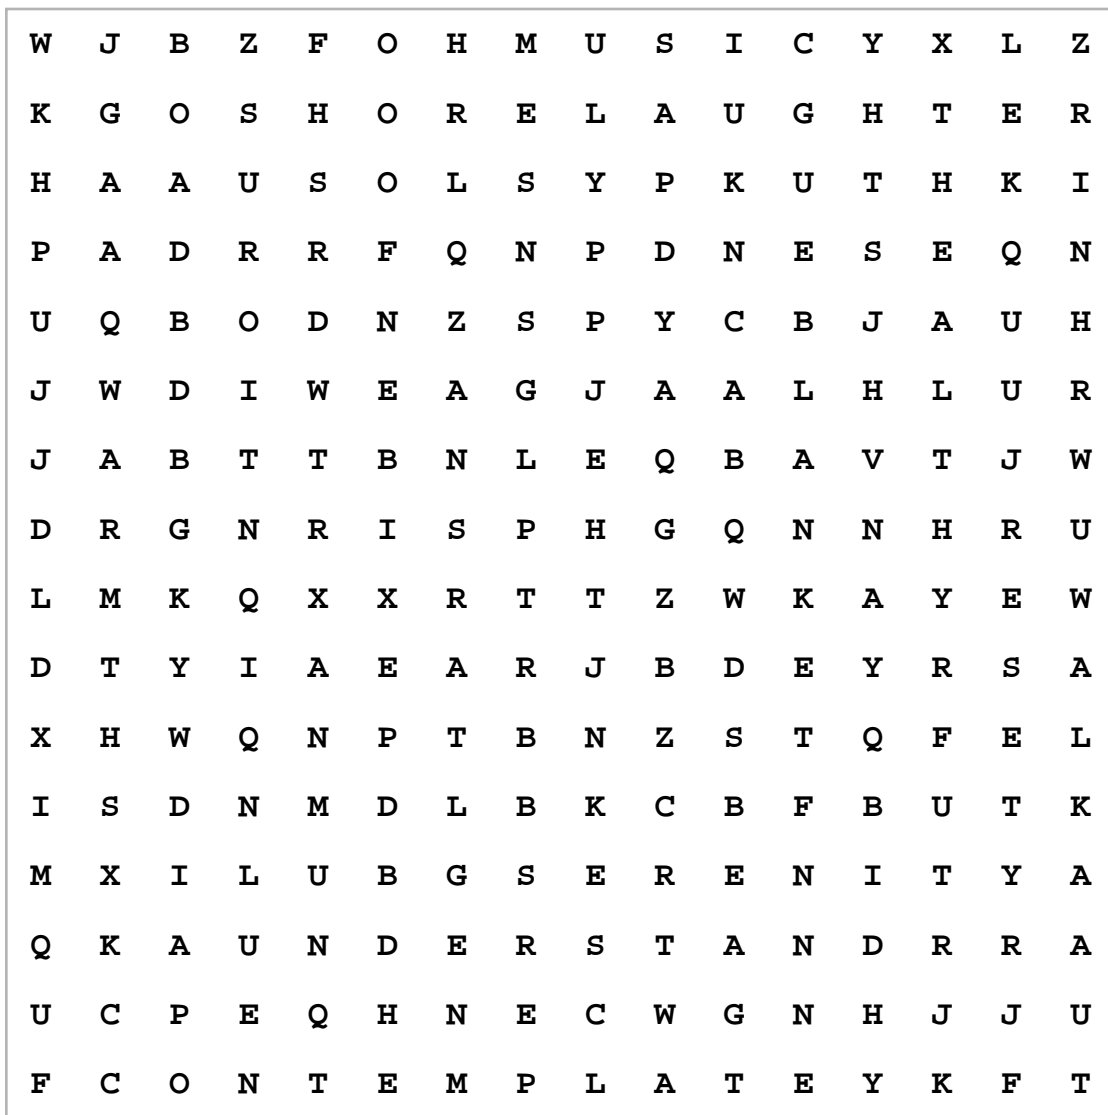 W J B Z F O H M U S I C Y X L Z
K G O S H O R E L A U G H T E R
H A A U S O L S Y P K U T H K I
P A D R R F Q N P D N E S E Q N
U Q B O D N Z S P Y C B J A U H
J W D I W E A G J A A L H L U R
J A B T T B N L E Q B A V T J W
D R G N R I S P H G Q N N H R U
L M K Q X X R T T Z W K A Y E W
D T Y I A E A R J B D E Y R S A
X H W Q N P T B N Z S T Q F E L
I S D N M D L B K C B F B U T K
M X I L U B G S E R E N I T Y A
Q K A U N D E R S T A N D R R A
U C P E Q H N E C W G N H J J U
F C O N T E M P L A T E Y K F T